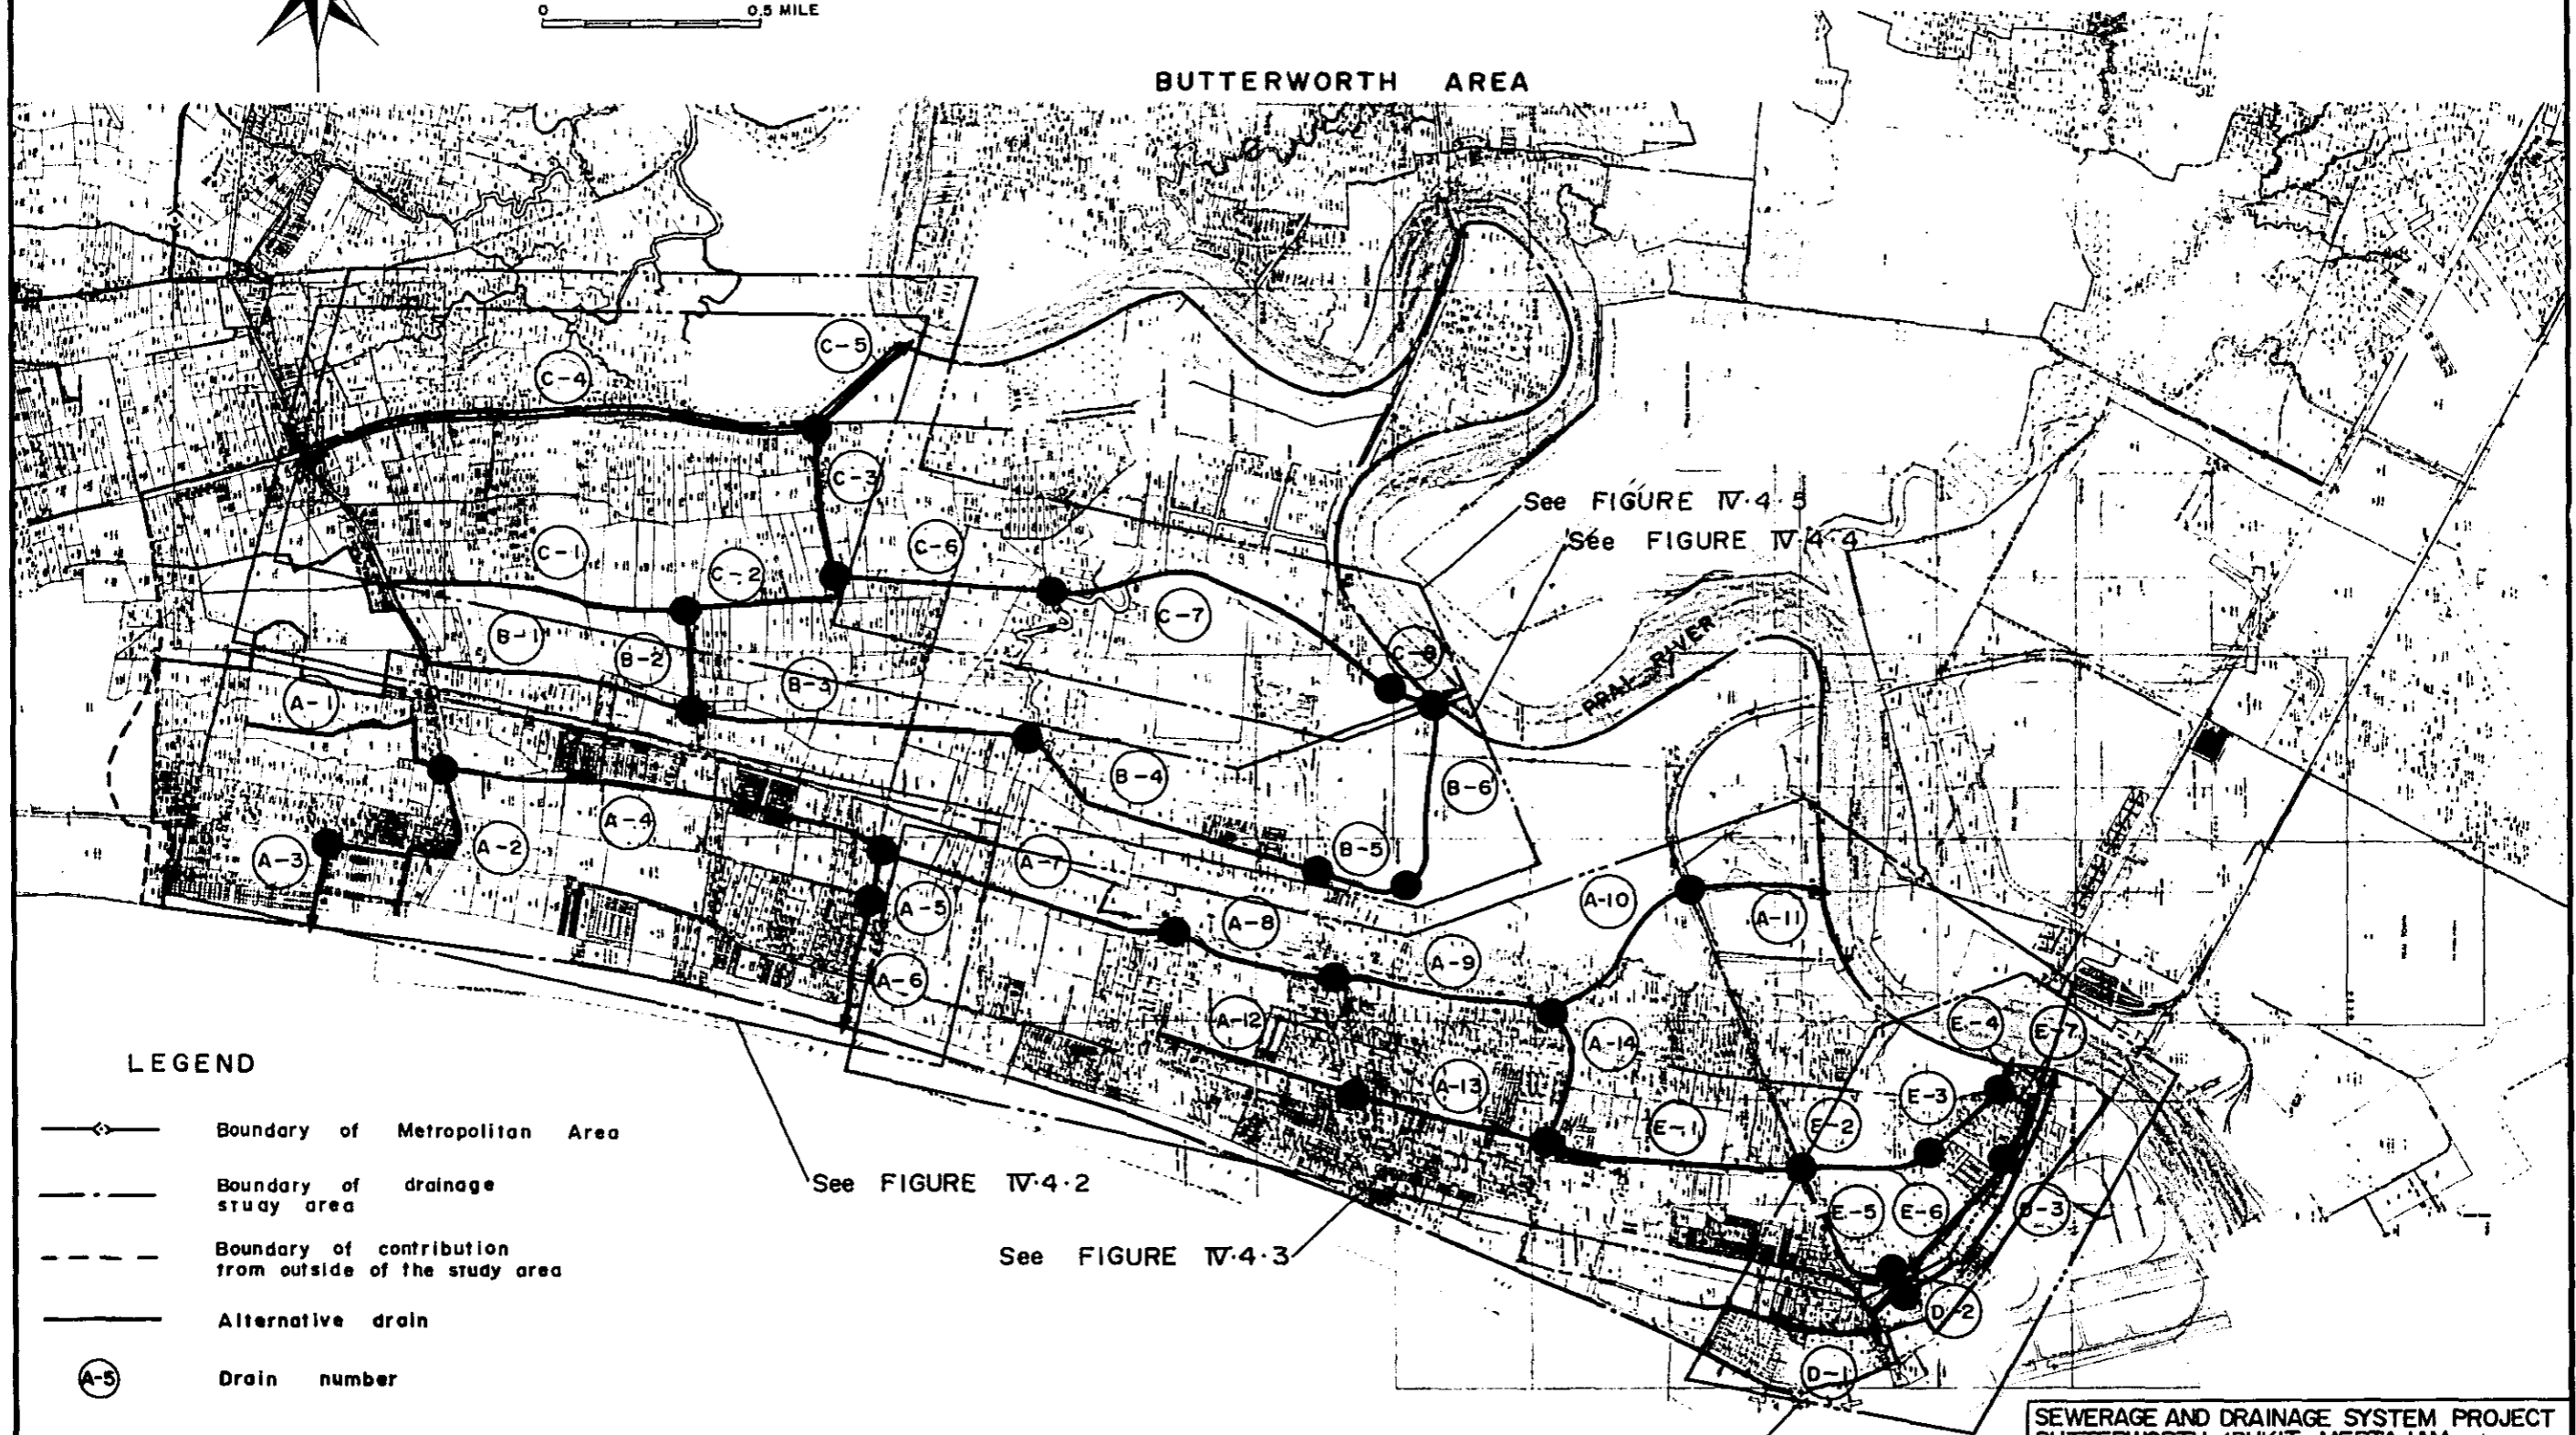 0 0.5 MILE
BUTTERWORTH AREA
C-5
C-4
C-3
See FIGURE IV·4·5
See FIGURE IV·4·4
C-1
C-6
C-2
C-7
B-1
B-2
C-8
PRAI RIVER
B-3
A-1
B-4
B-6
A-4
A-2
A-3
A-7
B-5
A-5
A-8
A-10
A-11
A-9
A-6
A-12
A-14
E-4
E-7
A-13
E-3
E-1
E-2
E-5
E-6
D-3
D-2
D-1
See FIGURE IV·4·2
See FIGURE IV·4·3
LEGEND
Boundary of Metropolitan Area
Boundary of drainage
study area
Boundary of contribution
from outside of the study area
Alternative drain
A-5 Drain number
SEWERAGE AND DRAINAGE SYSTEM PROJECT